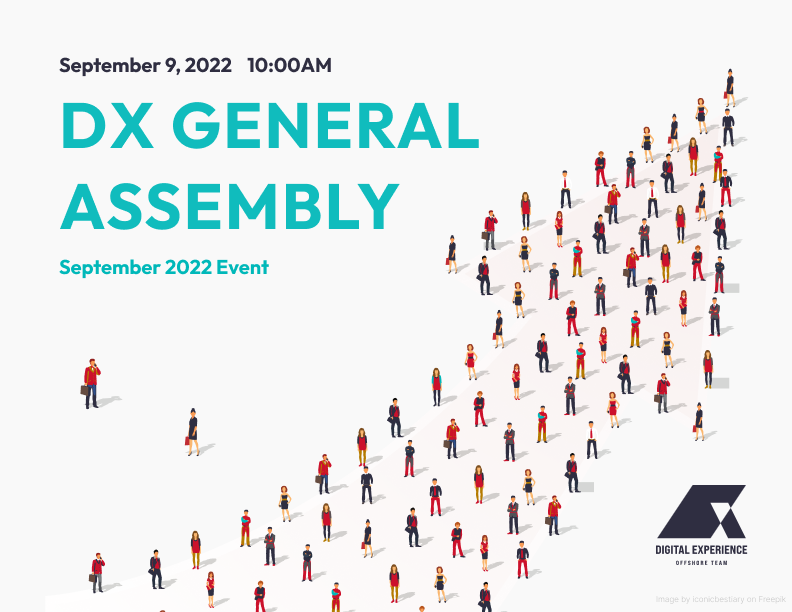 September 9, 2022 10:00AM
DX GENERAL
ASSEMBLY
September 2022 Event
DIGITAL EXPERIENCE
OFFSHORE TEAM
Image by iconicbestiary on Freepik